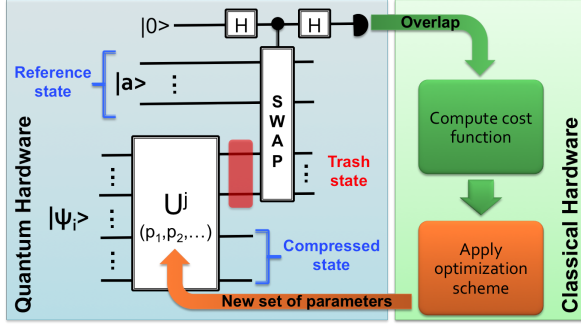 |0> H H Overlap
Reference
state
|a>
SWAP
Trash
state
|ψi>
U^j
(p1,p2,...)
Compressed
state
New set of parameters
Quantum Hardware
Compute cost
function
Apply
optimization
scheme
Classical Hardware